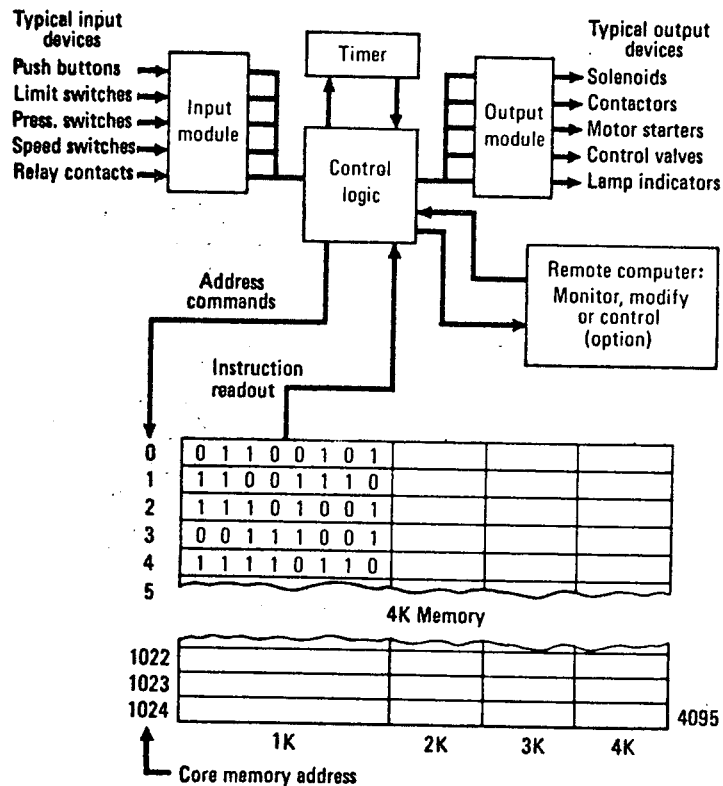 Typical input
devices
Push buttons
Limit switches
Press. switches
Speed switches
Relay contacts
Input
module
Timer
Control
logic
Output
module
Typical output
devices
Solenoids
Contactors
Motor starters
Control valves
Lamp indicators
Remote computer:
Monitor, modify
or control
(option)
Address
commands
Instruction
readout
0 0 1 1 0 0 1 0 1
1 1 1 0 0 1 1 1 0
2 1 1 1 0 1 0 0 1
3 0 0 1 1 1 0 0 1
4 1 1 1 1 0 1 1 0
5
4K Memory
1022
1023
1024 4095
1K 2K 3K 4K
Core memory address